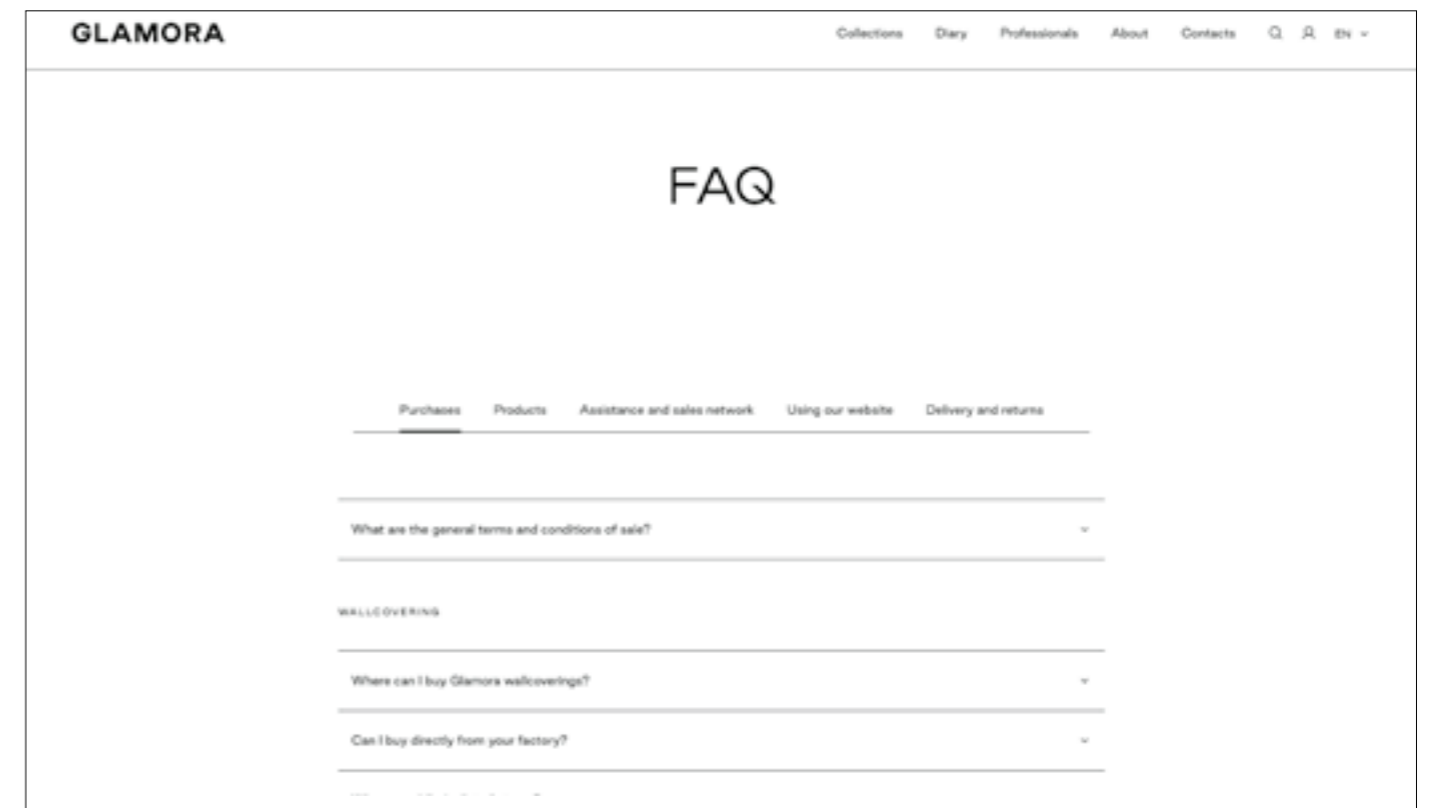 GLAMORA
Collections Diary Professionals About Contacts EN
FAQ
Purchases Products Assistance and sales network Using our website Delivery and returns
What are the general terms and conditions of sale?
WALLCOVERING
Where can I buy Glamora wallcoverings?
Can I buy directly from your factory?